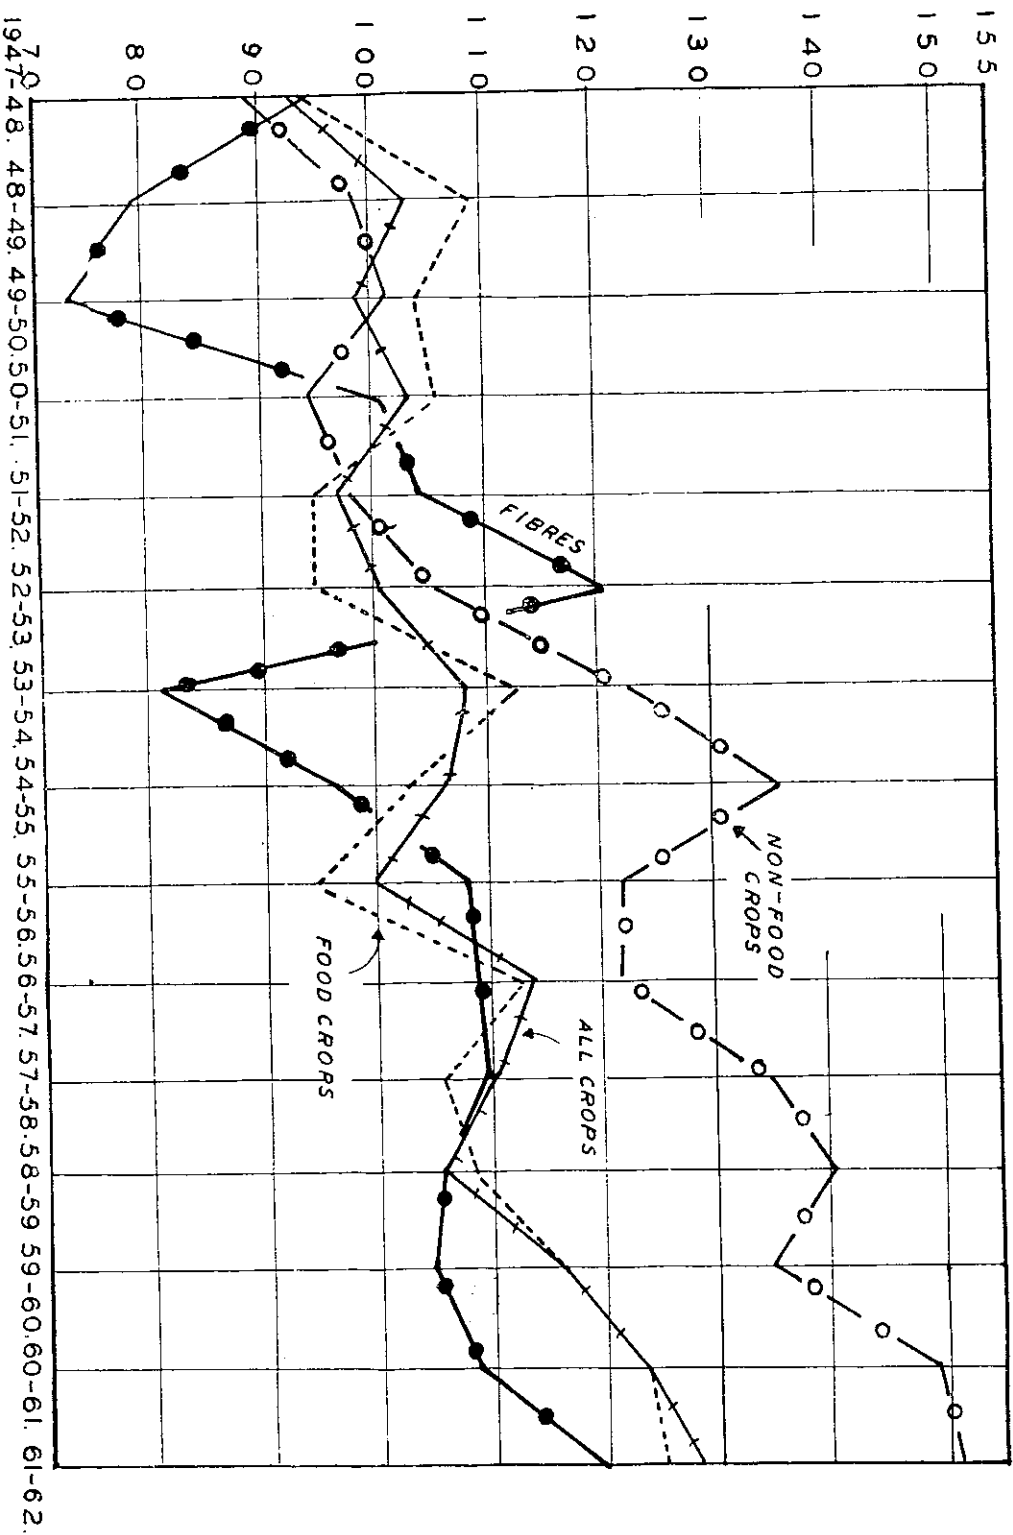 155
150
140
130
120
110
100
90
80
70
FIBRES
NON-FOOD
CROPS
ALL CROPS
FOOD CRORS
1947-48. 48-49. 49-50. 50-51. 51-52. 52-53. 53-54. 54-55. 55-56. 56-57. 57-58. 58-59 59-60. 60-61. 61-62.